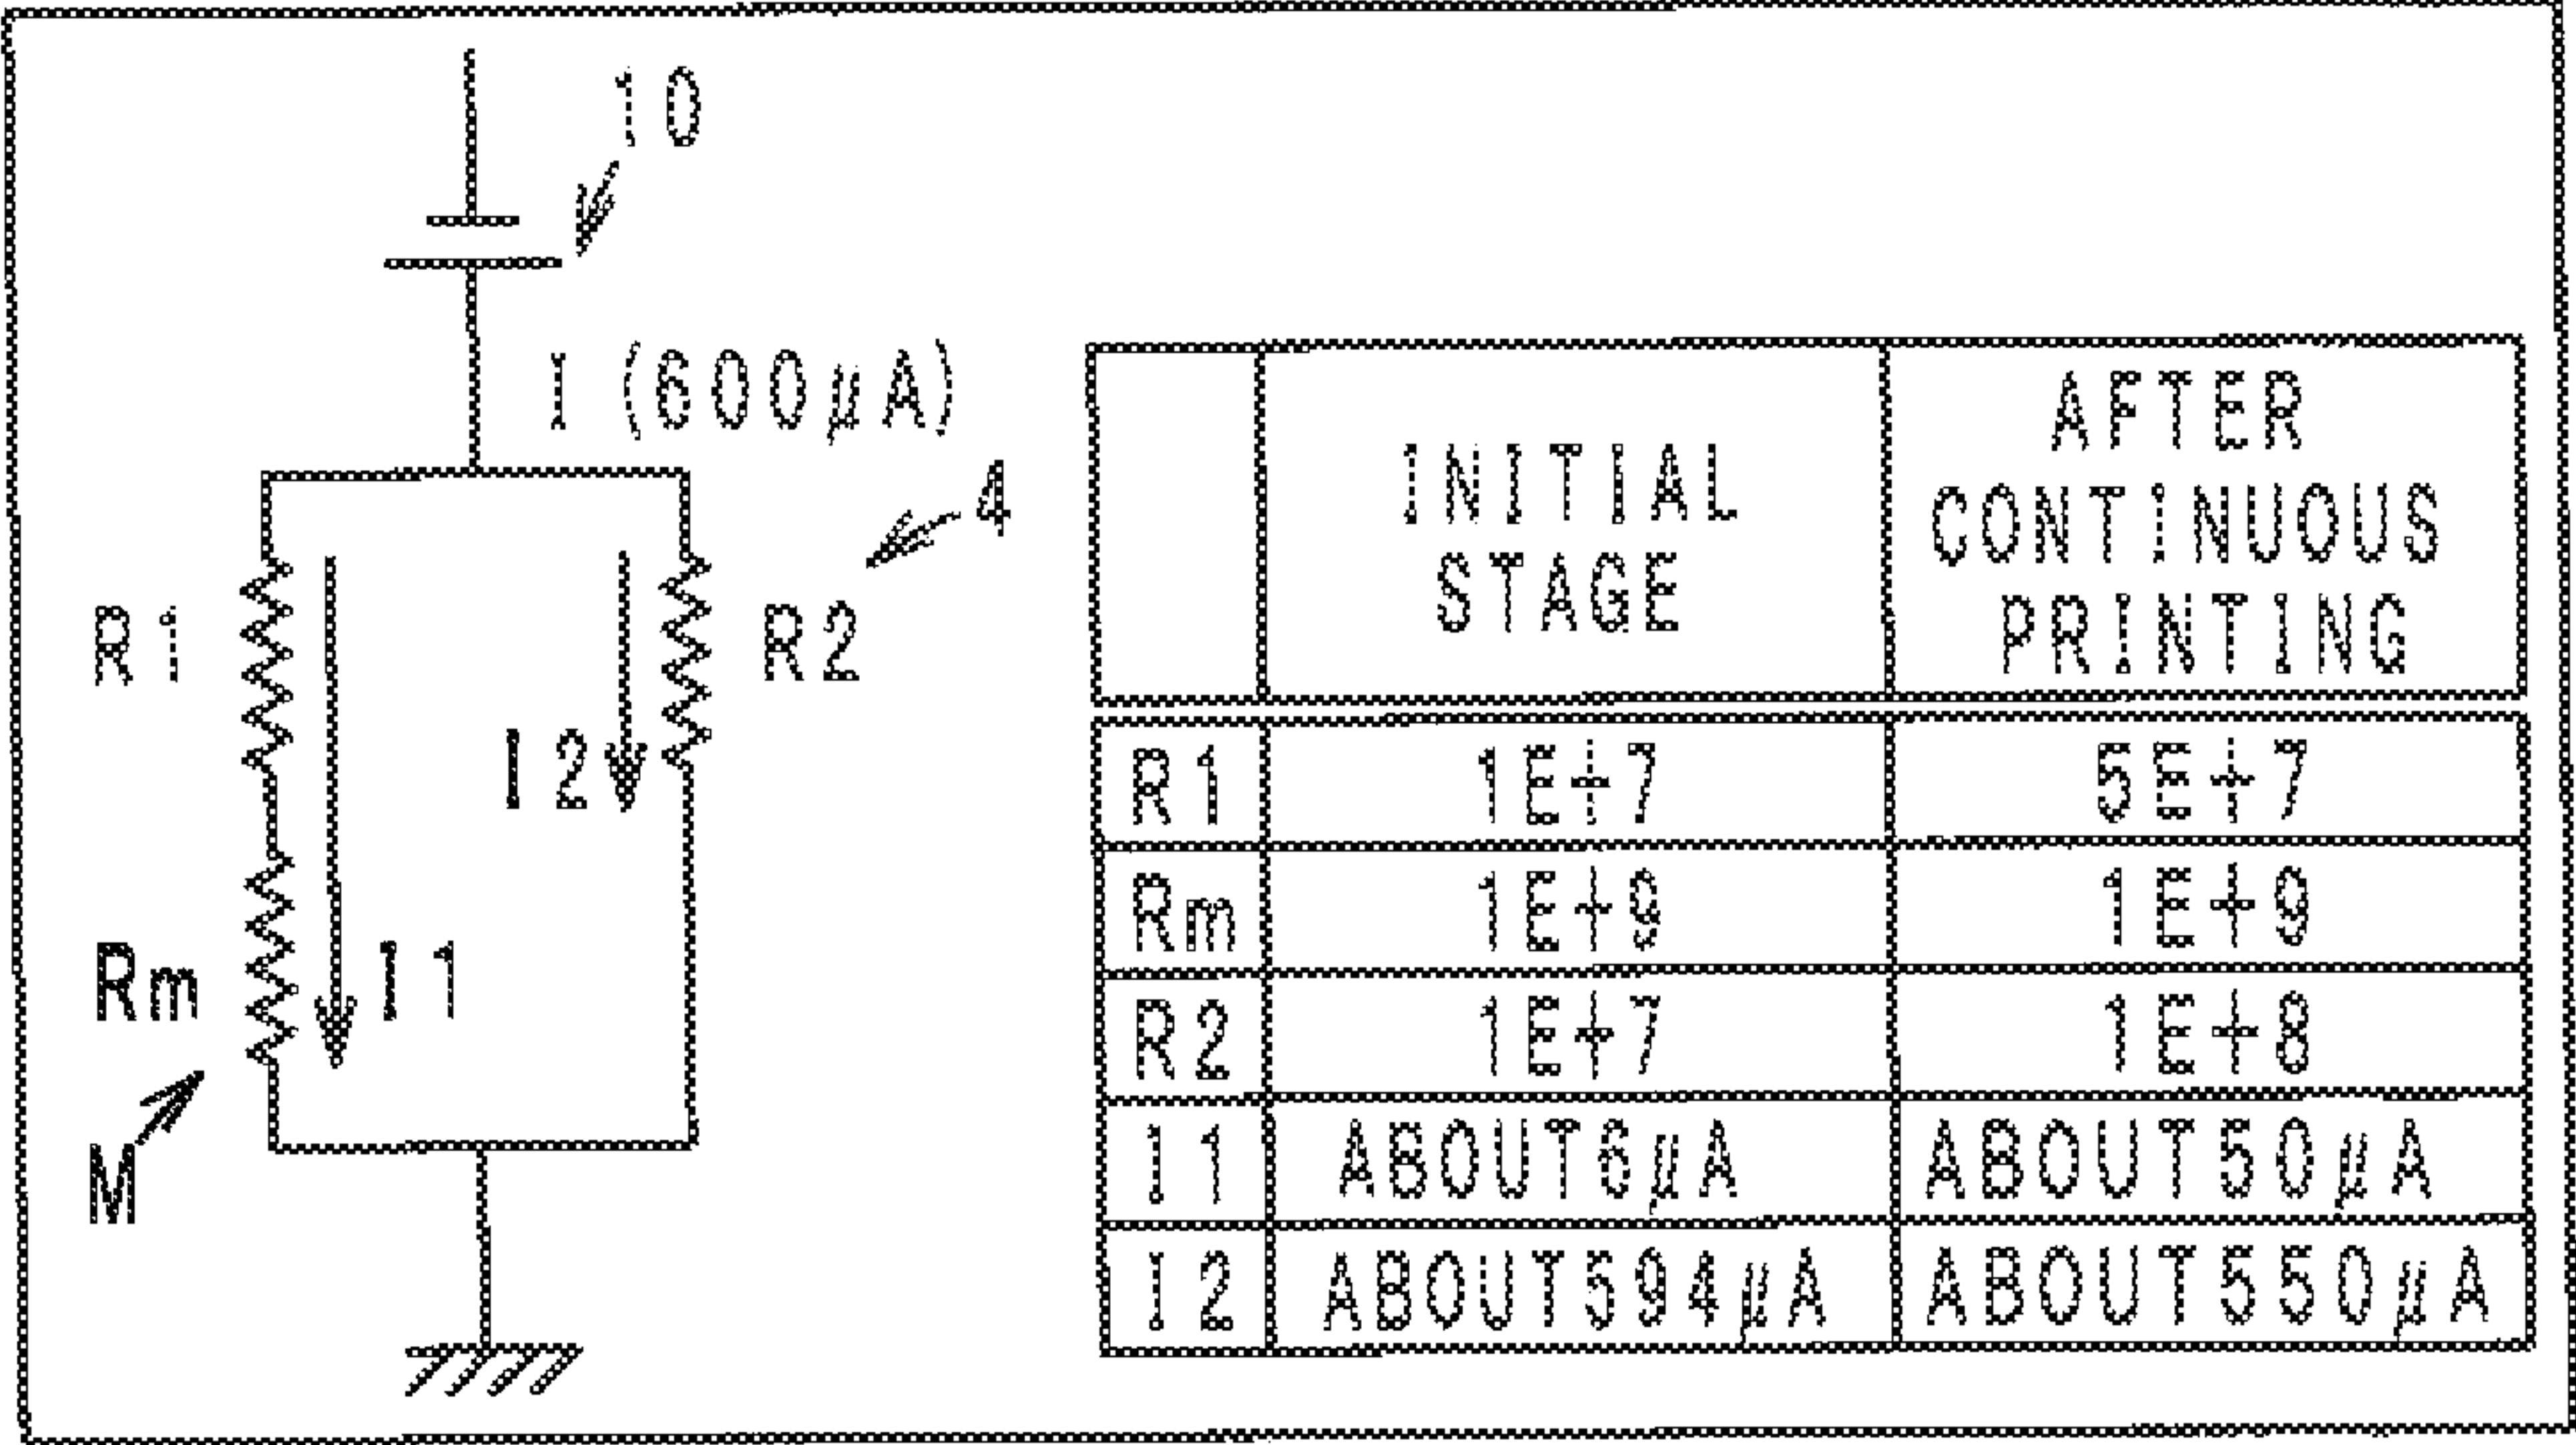 10
I (600μA)
4
R1
R2
I2
Rm
I1
M
INITIAL
STAGE
AFTER
CONTINUOUS
PRINTING
R1 1E+7 5E+7
Rm 1E+9 1E+9
R2 1E+7 1E+8
I1 ABOUT6μA ABOUT50μA
I2 ABOUT594μA ABOUT550μA